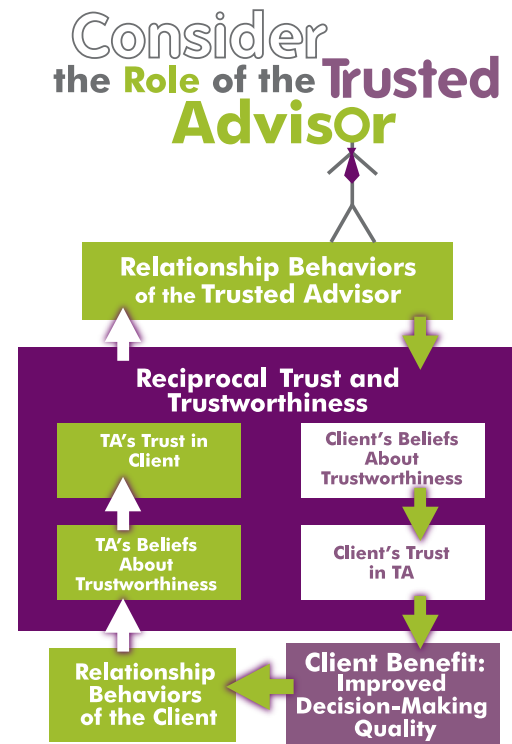 Consider
the Role of the Trusted
Advisor
Relationship Behaviors
of the Trusted Advisor
Reciprocal Trust and
Trustworthiness
TA's Trust in
Client
Client's Beliefs
About
Trustworthiness
TA's Beliefs
About
Trustworthiness
Client's Trust
in TA
Relationship
Behaviors
of the Client
Client Benefit:
Improved
Decision-Making
Quality